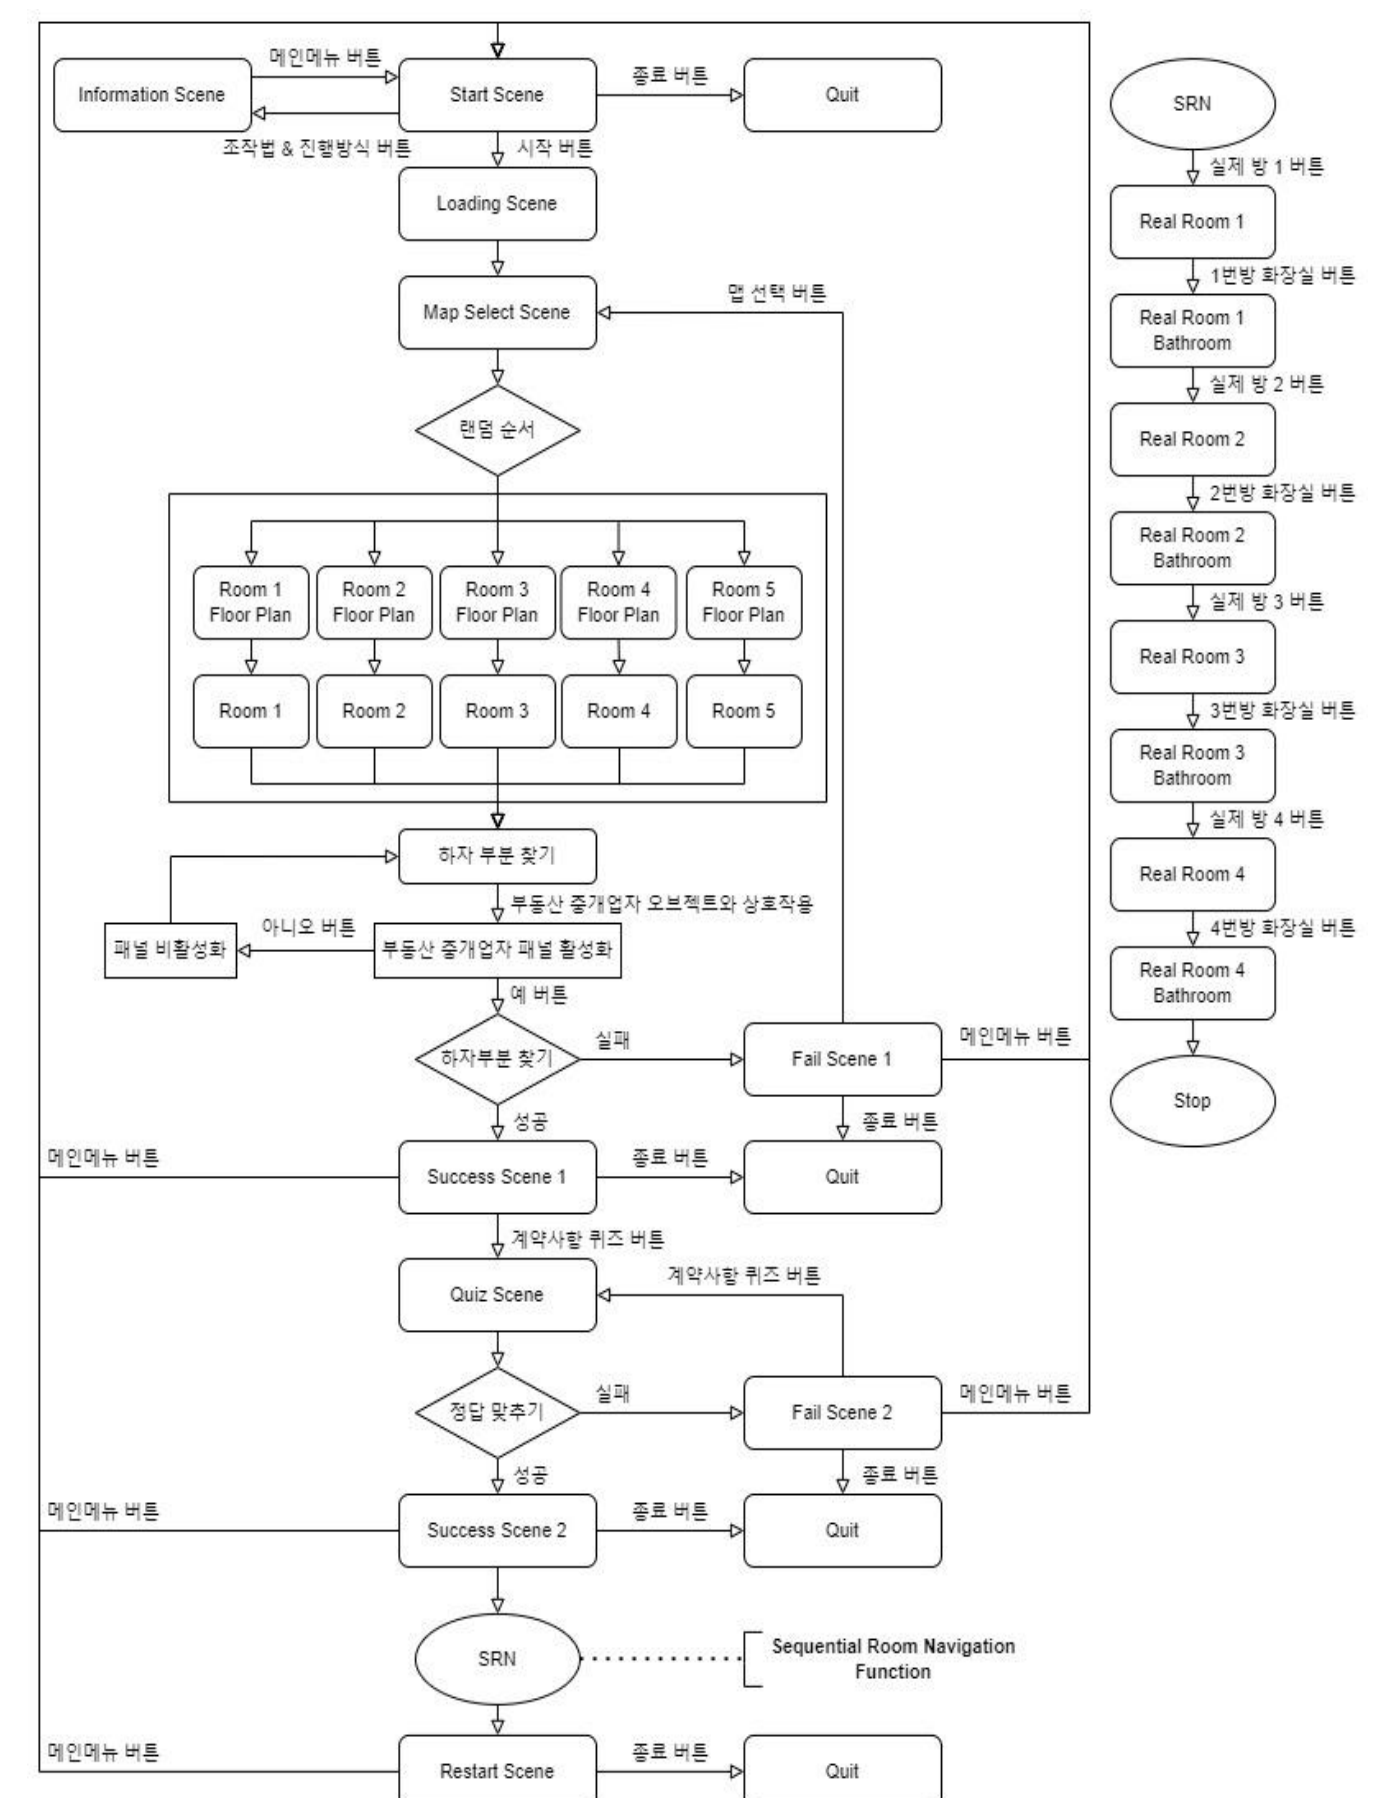 메인메뉴 버튼
Information Scene
Start Scene
종료 버튼
Quit
조작법 & 진행방식 버튼
시작 버튼
Loading Scene
Map Select Scene
맵 선택 버튼
랜덤 순서
Room 1
Floor Plan
Room 2
Floor Plan
Room 3
Floor Plan
Room 4
Floor Plan
Room 5
Floor Plan
Room 1
Room 2
Room 3
Room 4
Room 5
하자 부분 찾기
부동산 중개업자 오브젝트와 상호작용
아니오 버튼
패널 비활성화
부동산 중개업자 패널 활성화
예 버튼
하자부분 찾기
실패
Fail Scene 1
메인메뉴 버튼
성공
종료 버튼
메인메뉴 버튼
Success Scene 1
종료 버튼
Quit
계약사항 퀴즈 버튼
Quiz Scene
계약사항 퀴즈 버튼
정답 맞추기
실패
Fail Scene 2
메인메뉴 버튼
성공
종료 버튼
메인메뉴 버튼
Success Scene 2
종료 버튼
Quit
SRN
Sequential Room Navigation
Function
메인메뉴 버튼
Restart Scene
종료 버튼
Quit
SRN
실제 방 1 버튼
Real Room 1
1번방 화장실 버튼
Real Room 1
Bathroom
실제 방 2 버튼
Real Room 2
2번방 화장실 버튼
Real Room 2
Bathroom
실제 방 3 버튼
Real Room 3
3번방 화장실 버튼
Real Room 3
Bathroom
실제 방 4 버튼
Real Room 4
4번방 화장실 버튼
Real Room 4
Bathroom
Stop